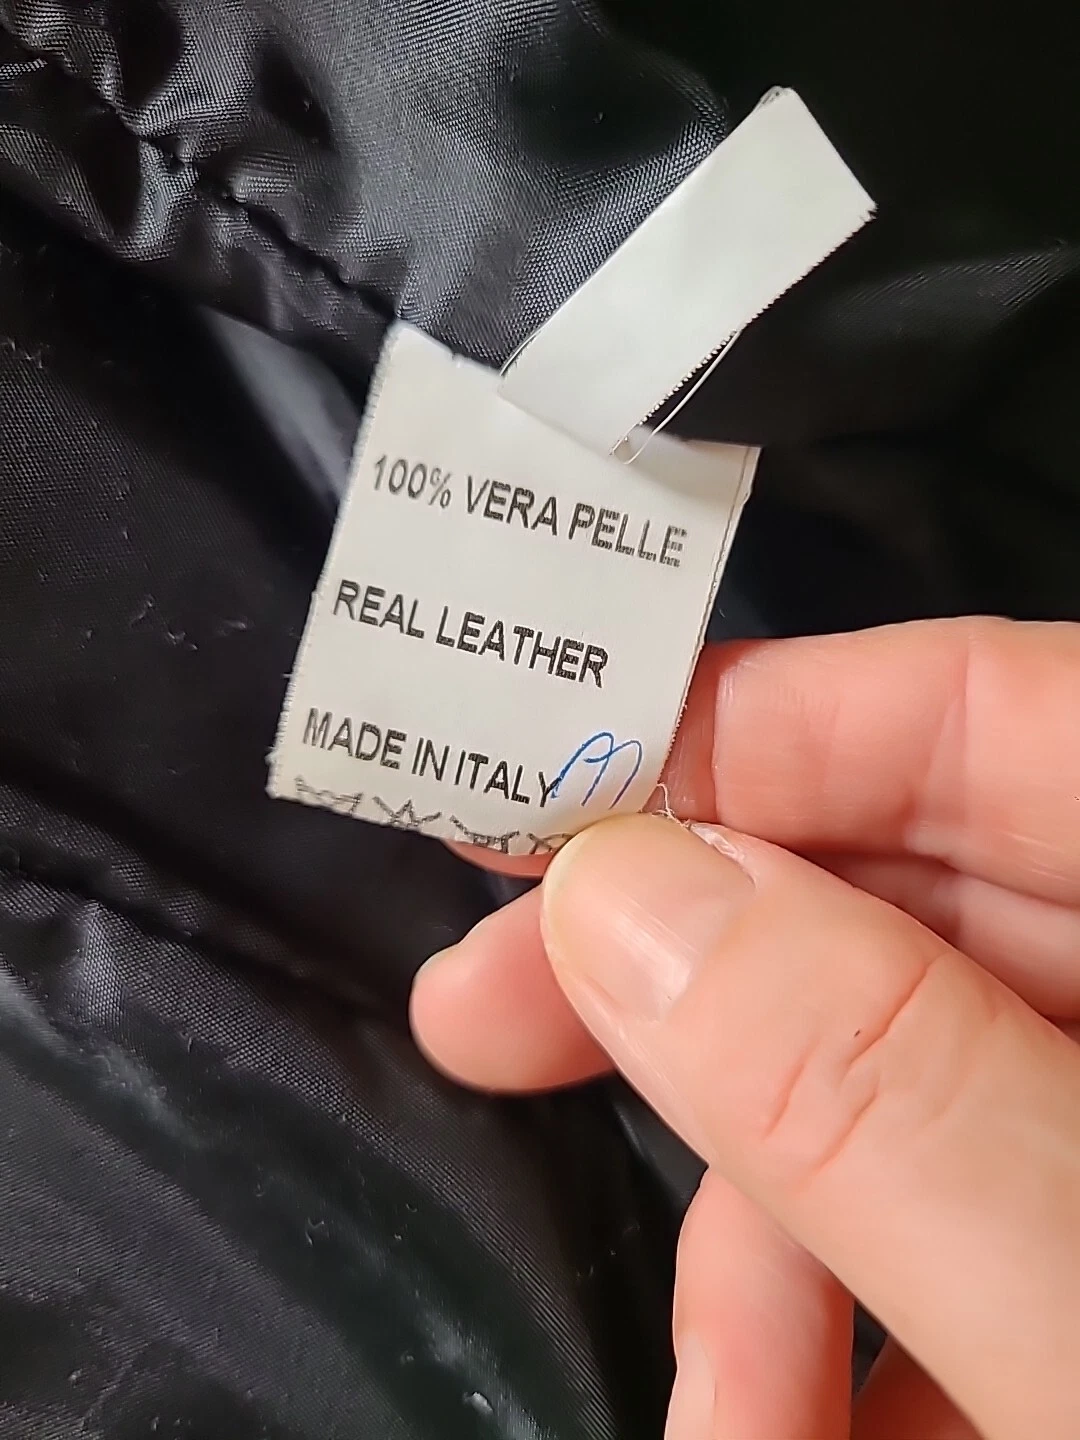 100% VERA PELLE
REAL LEATHER
MADE IN ITALY